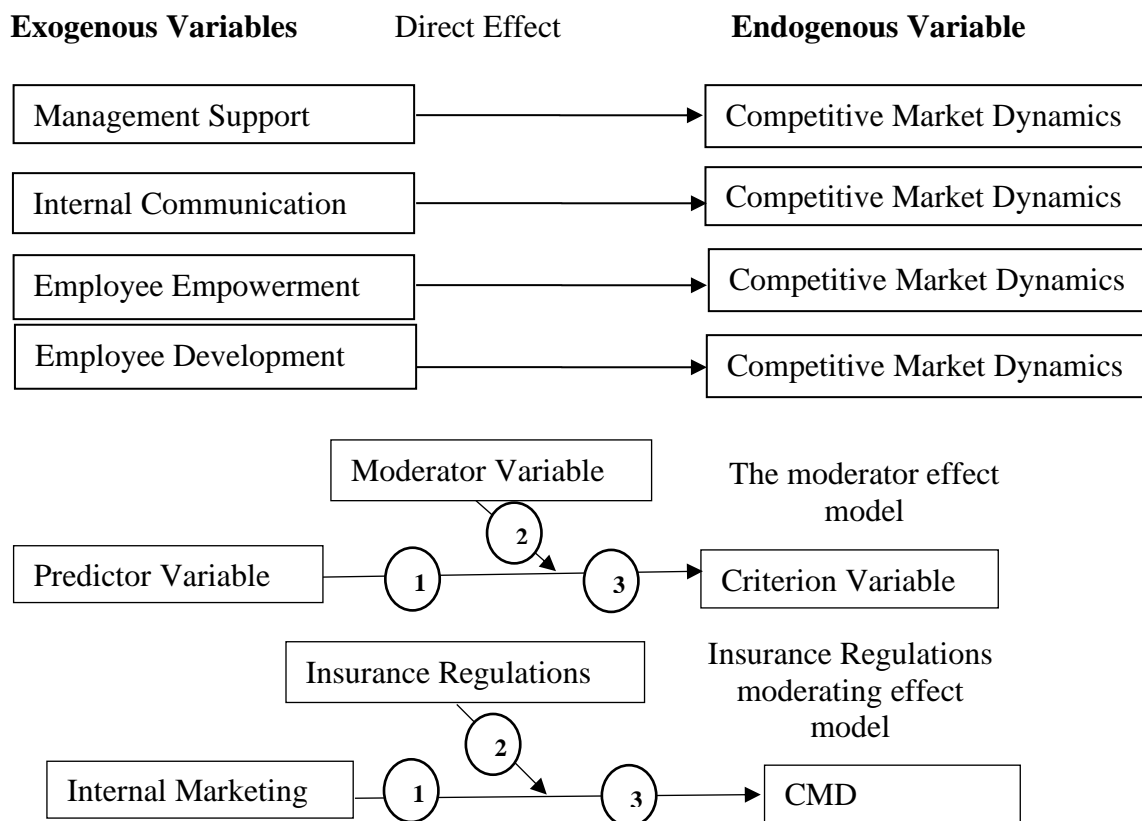 Exogenous Variables Direct Effect Endogenous Variable
Management Support Competitive Market Dynamics
Internal Communication Competitive Market Dynamics
Employee Empowerment Competitive Market Dynamics
Employee Development Competitive Market Dynamics
Moderator Variable
The moderator effect
model
2
Predictor Variable 1 3 Criterion Variable
Insurance Regulations
Insurance Regulations
moderating effect
model
2
Internal Marketing 1 3 CMD